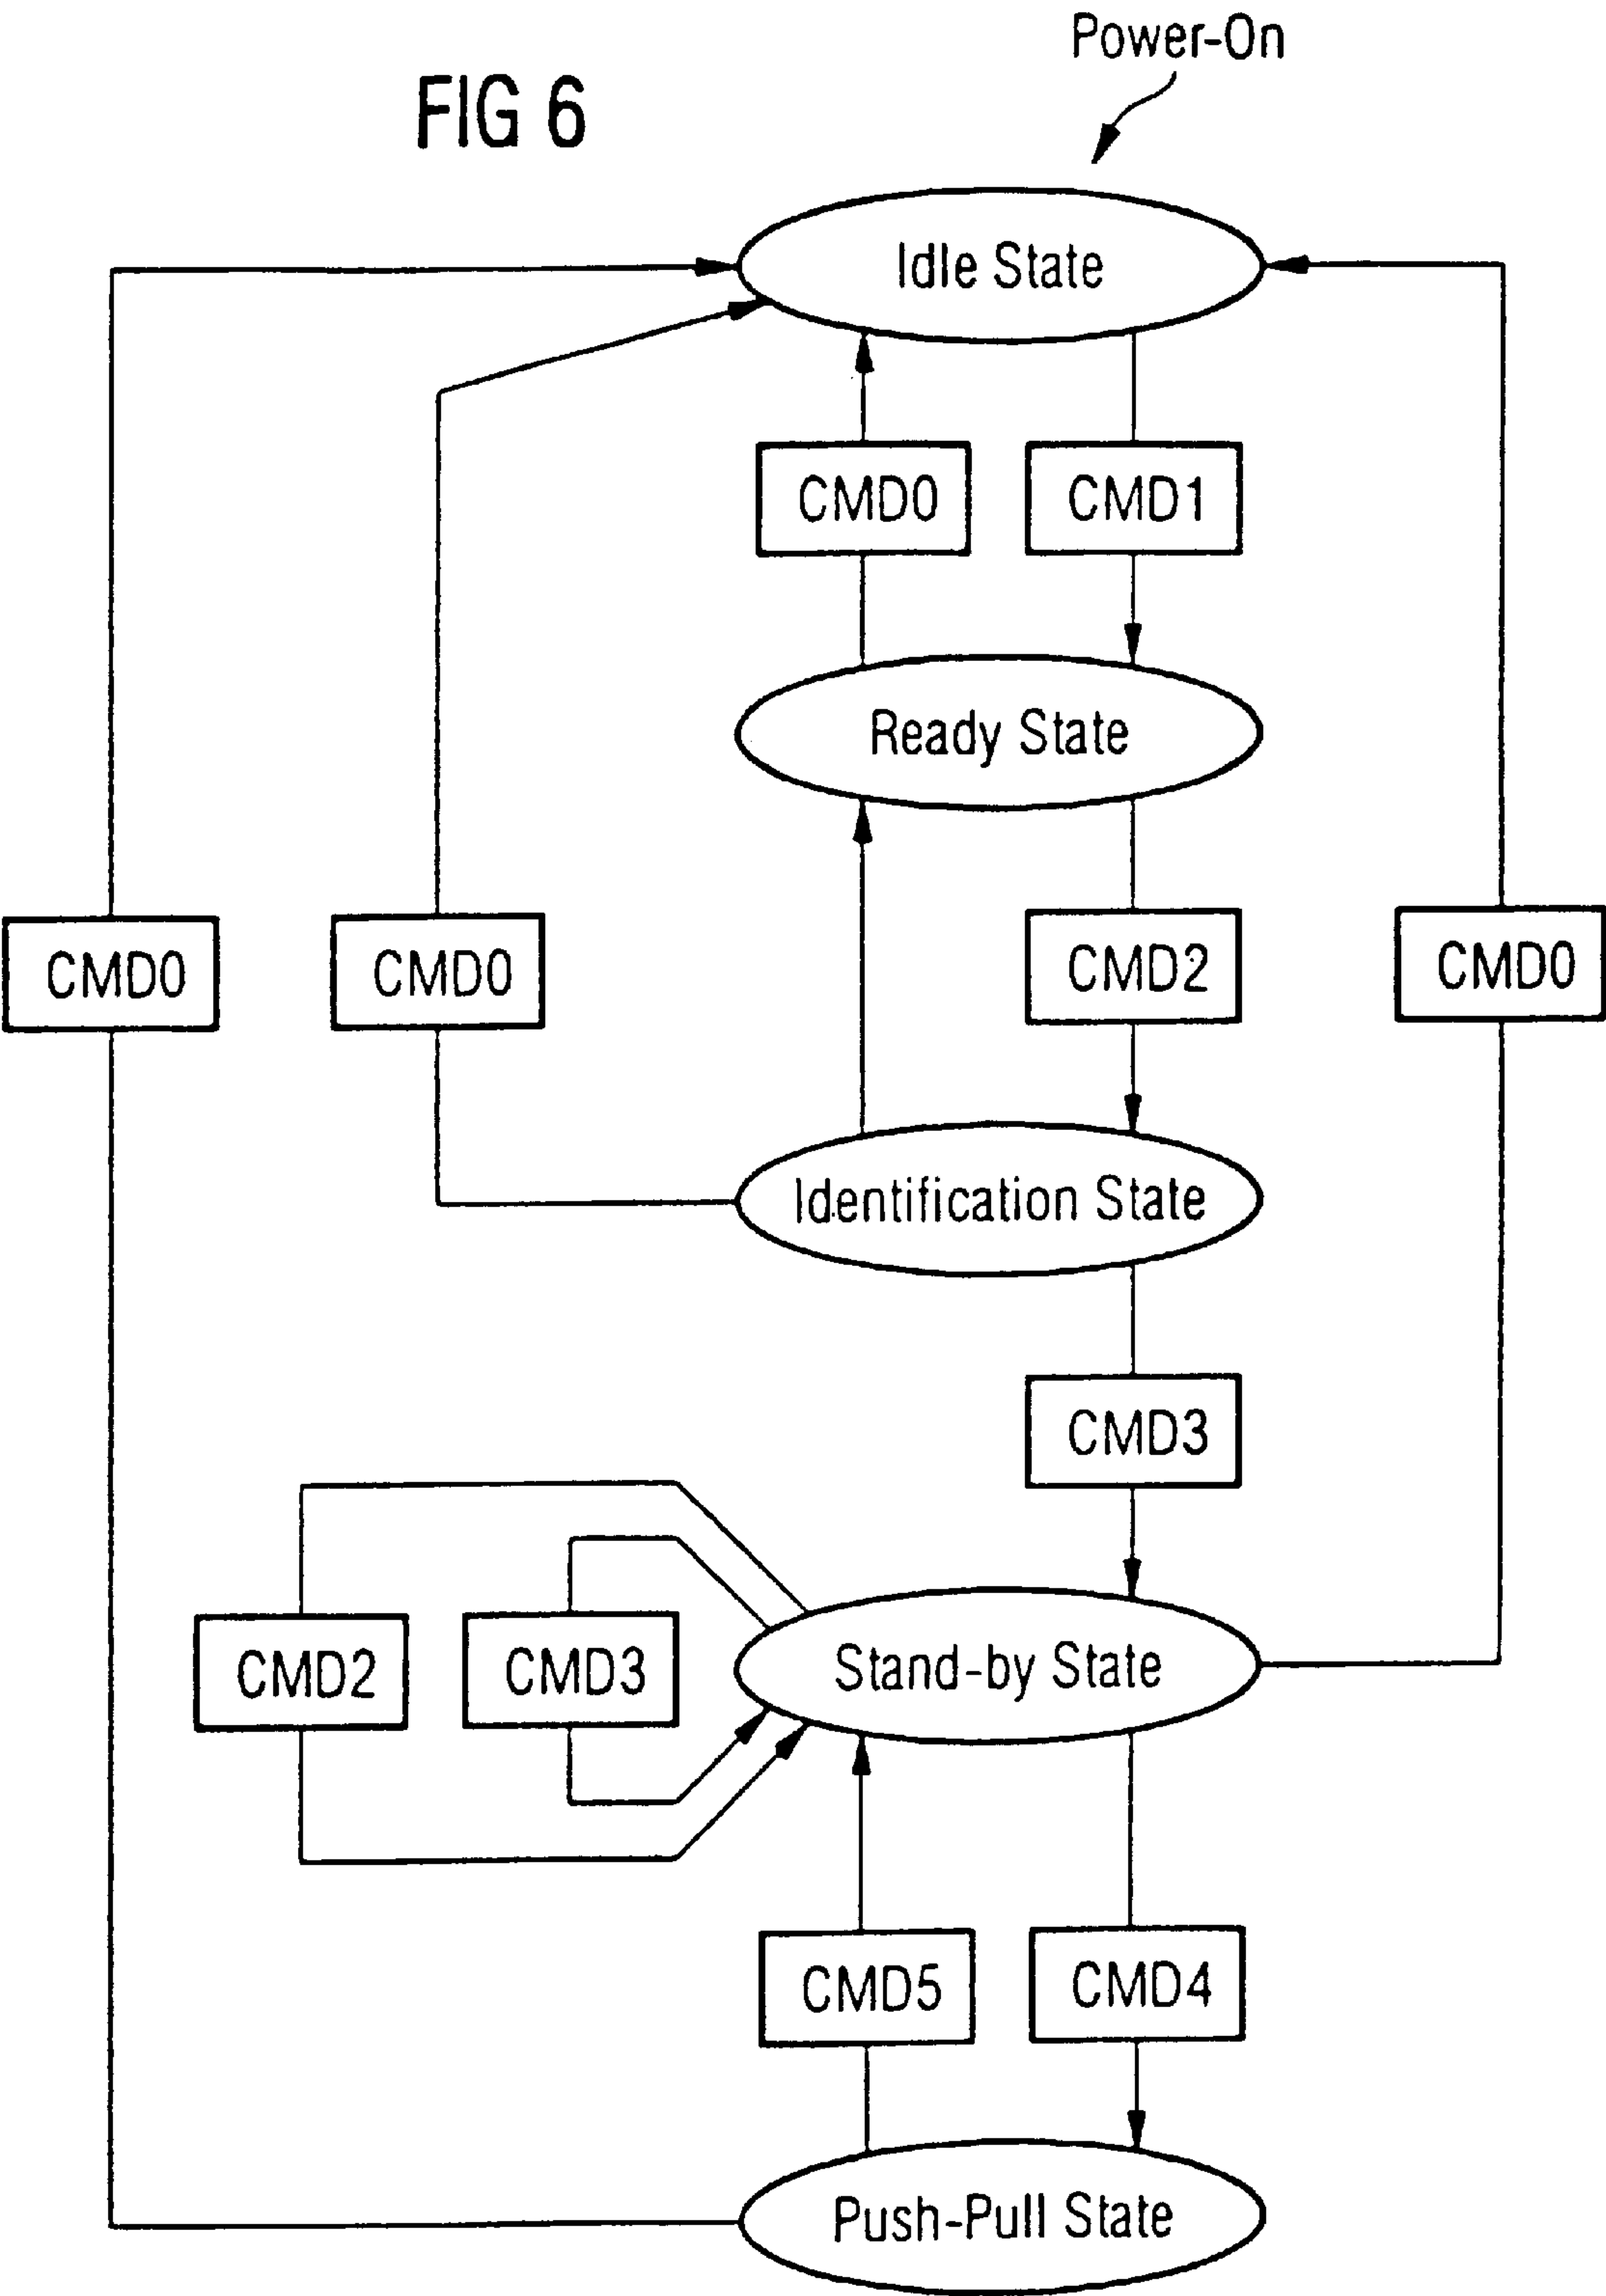 Power-On
FIG 6
Idle State
CMD0
CMD1
Ready State
CMD0
CMD0
CMD2
CMD0
Identification State
CMD3
CMD2
CMD3
Stand-by State
CMD5
CMD4
Push-Pull State